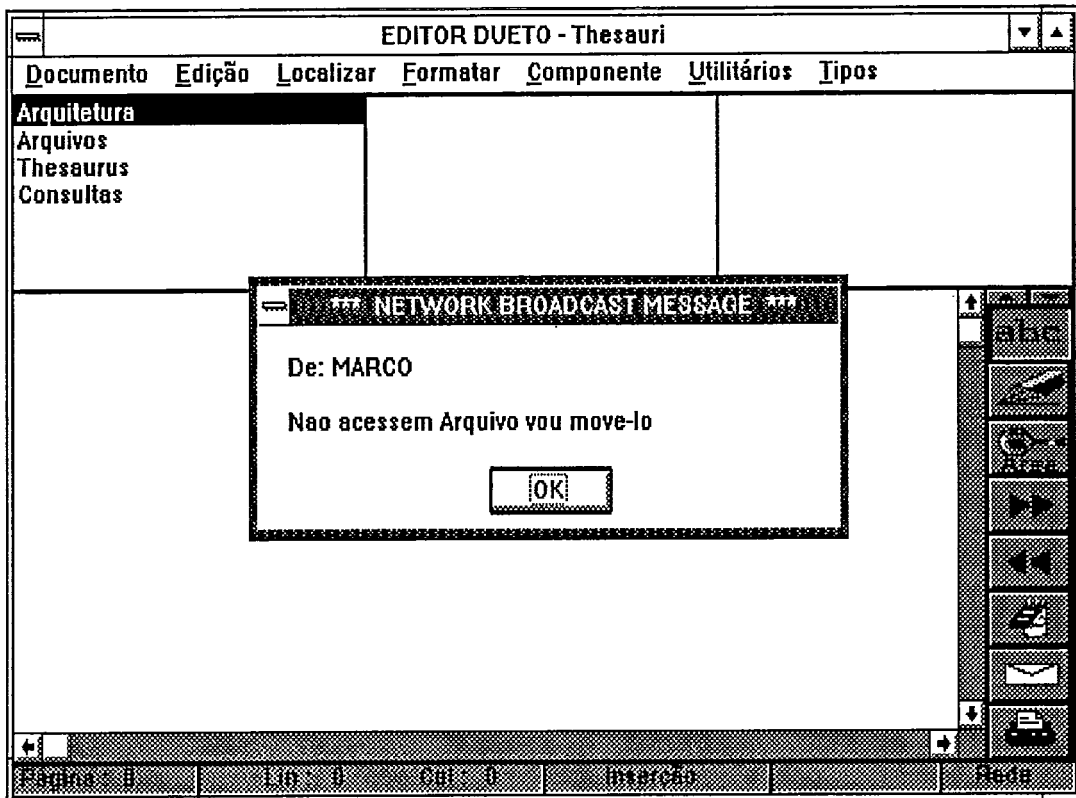 EDITOR DUETO - Thesauri
Documento Edição Localizar Formatar Componente Utilitários Tipos
Arquitetura
Arquivos
Thesaurus
Consultas
*** NETWORK BROADCAST MESSAGE ***
De: MARCO
Nao acessem Arquivo vou move-lo
OK
abc
Página : 0 Lin : 0 Col : 0 Inserção Rede